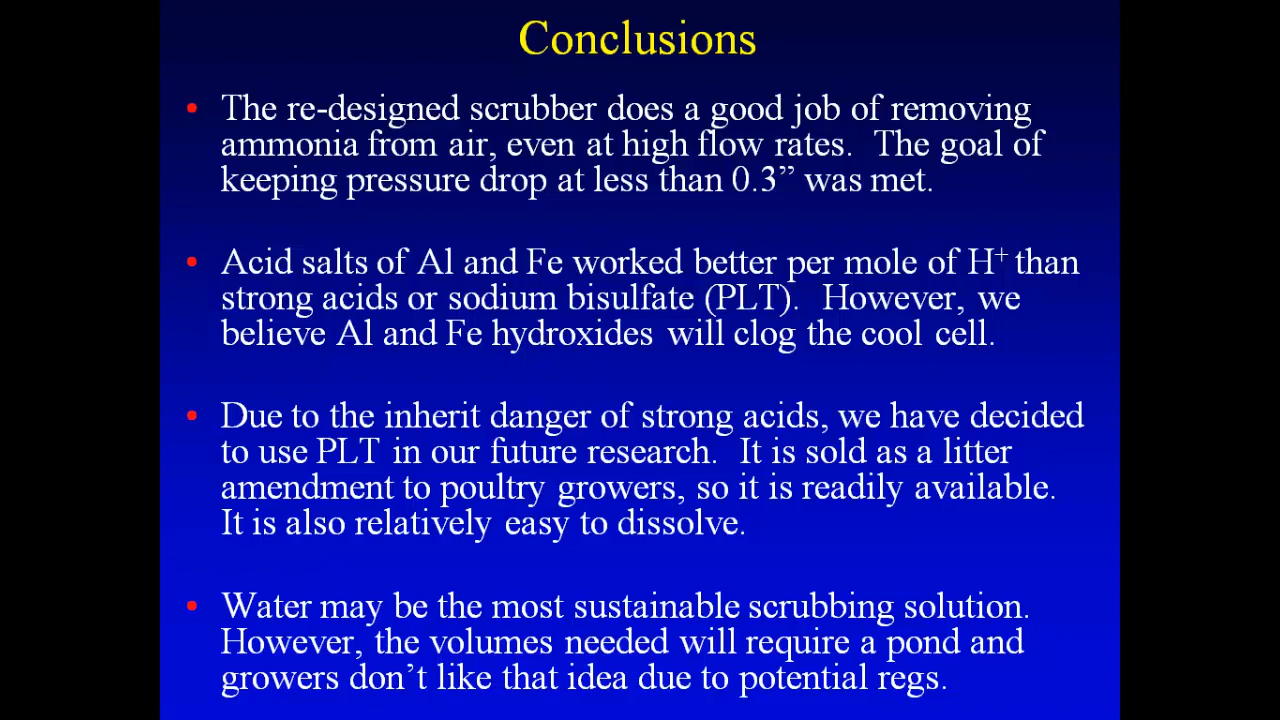 Conclusions
• The re-designed scrubber does a good job of removing
ammonia from air, even at high flow rates.  The goal of
keeping pressure drop at less than 0.3” was met.
• Acid salts of Al and Fe worked better per mole of H⁺ than
strong acids or sodium bisulfate (PLT).  However, we
believe Al and Fe hydroxides will clog the cool cell.
• Due to the inherit danger of strong acids, we have decided
to use PLT in our future research.  It is sold as a litter
amendment to poultry growers, so it is readily available.
It is also relatively easy to dissolve.
• Water may be the most sustainable scrubbing solution.
However, the volumes needed will require a pond and
growers don’t like that idea due to potential regs.